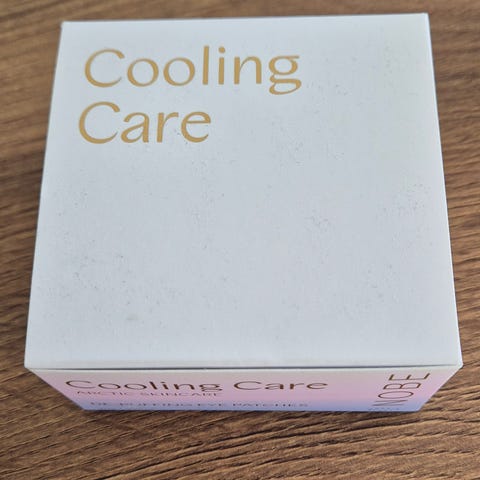 Cooling
Care
Cooling Care
ARCTIC SKINCARE
DE-PUFFING EYE PATCHES
NOBE